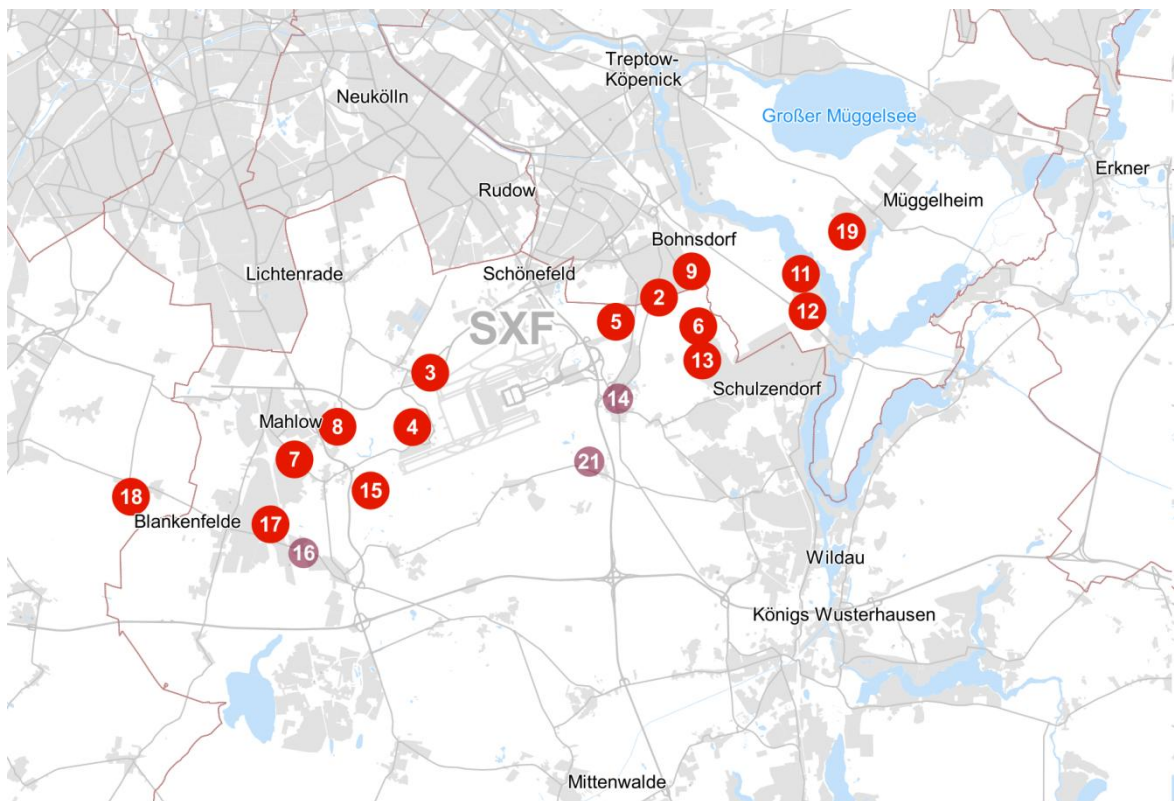 Treptow-
Köpenick
Neukölln
Großer Müggelsee
Erkner
Rudow
Müggelheim
19
Bohnsdorf
Lichtenrade
Schönefeld
9
11
2
12
5
6
SXF
13
3
Schulzendorf
14
Mahlow
8
4
7
21
15
18
Blankenfelde
17
16
Wildau
Königs Wusterhausen
Mittenwalde